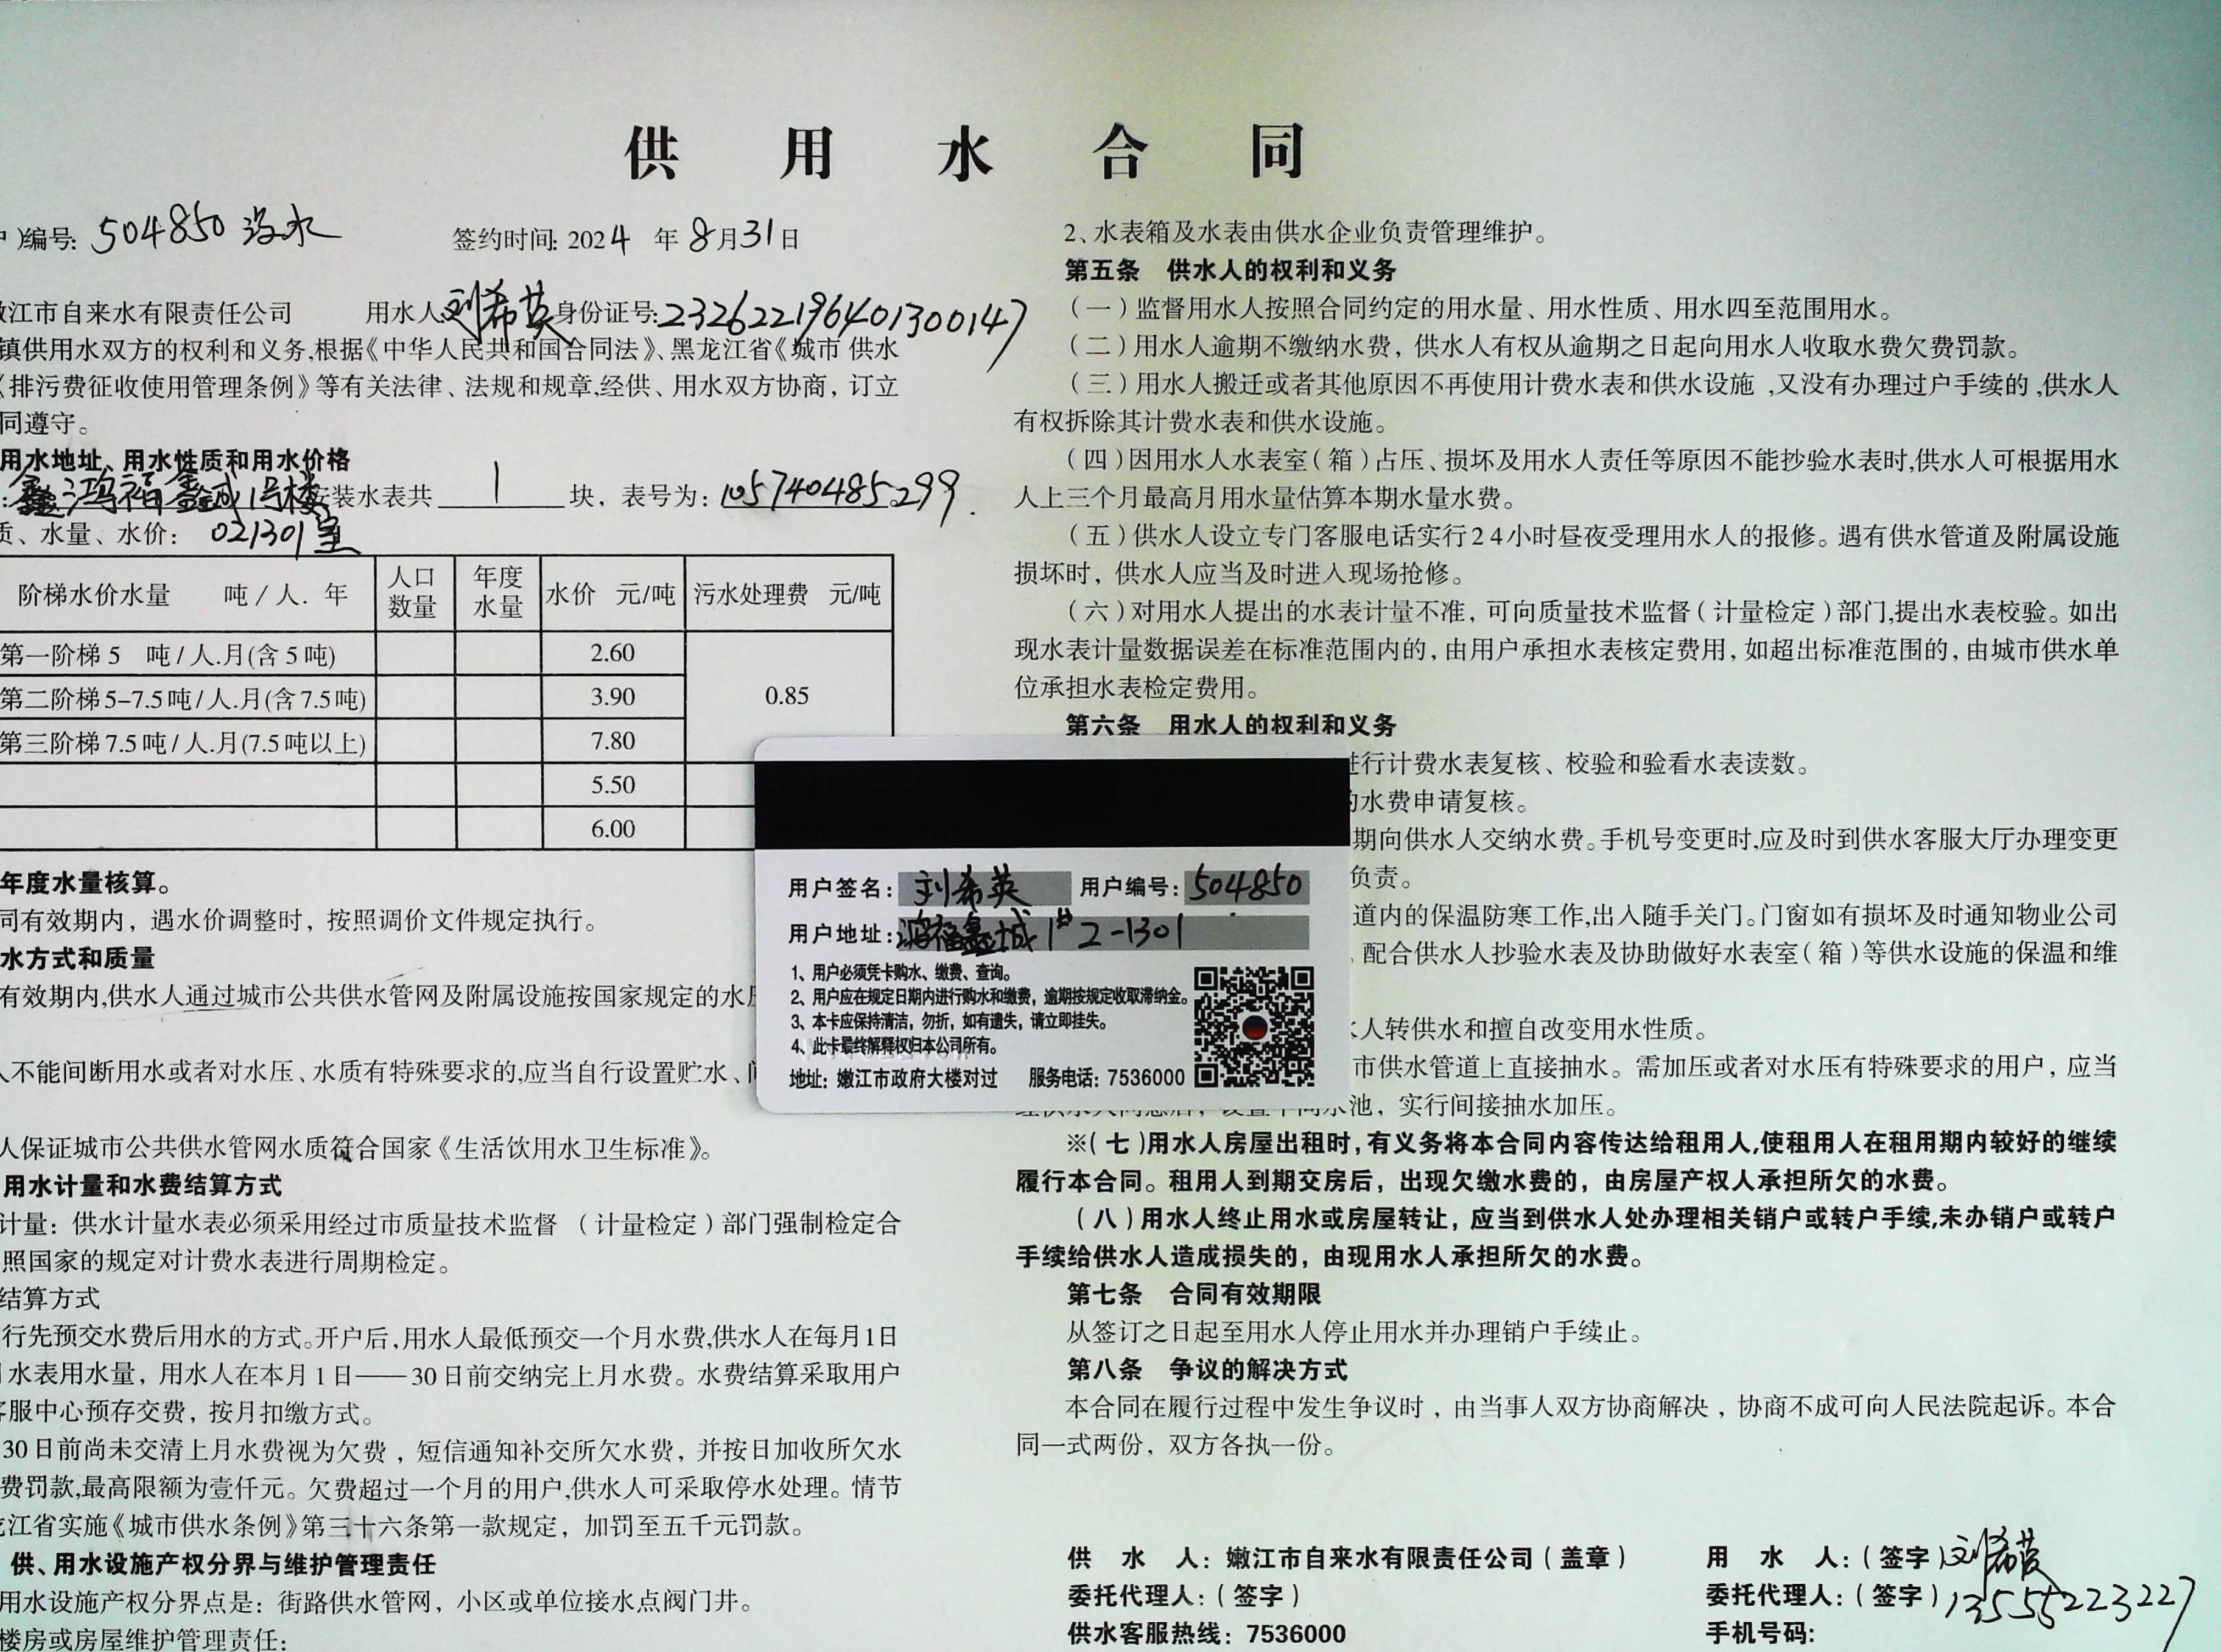 供用水合同
户)编号: 504850 没水 签约时间: 2024 年 8月31日
嫩江市自来水有限责任公司 用水人 刘希英 身份证号: 232622196401300147
镇供用水双方的权利和义务,根据《中华人民共和国合同法》、黑龙江省《城市 供水
《排污费征收使用管理条例》等有关法律、法规和规章,经供、用水双方协商, 订立
同遵守。
用水地址、用水性质和用水价格
: 鸿福鑫城1号楼 安装水表共 1 块, 表号为: 105740485299.
质、水量、水价: 021301室
阶梯水价水量 吨/人. 年 人口数量 年度水量 水价 元/吨 污水处理费 元/吨
第一阶梯 5 吨/人.月(含 5 吨) 2.60
第二阶梯 5-7.5 吨/人.月(含 7.5 吨) 3.90 0.85
第三阶梯 7.5 吨/人.月(7.5 吨以上) 7.80
5.50
6.00
年度水量核算。
同有效期内, 遇水价调整时, 按照调价文件规定执行。
水方式和质量
有效期内,供水人通过城市公共供水管网及附属设施按国家规定的水压
人不能间断用水或者对水压、水质有特殊要求的,应当自行设置贮水、间
人保证城市公共供水管网水质符合国家《生活饮用水卫生标准》。
用水计量和水费结算方式
计量: 供水计量水表必须采用经过市质量技术监督 (计量检定)部门强制检定合
照国家的规定对计费水表进行周期检定。
结算方式
行先预交水费后用水的方式。开户后,用水人最低预交一个月水费,供水人在每月1日
水表用水量, 用水人在本月 1 日——30 日前交纳完上月水费。水费结算采取用户
客服中心预存交费, 按月扣缴方式。
30 日前尚未交清上月水费视为欠费, 短信通知补交所欠水费, 并按日加收所欠水
费罚款,最高限额为壹仟元。欠费超过一个月的用户,供水人可采取停水处理。情节
龙江省实施《城市供水条例》第三十六条第一款规定, 加罚至五千元罚款。
供、用水设施产权分界与维护管理责任
用水设施产权分界点是: 街路供水管网, 小区或单位接水点阀门井。
楼房或房屋维护管理责任:
2、水表箱及水表由供水企业负责管理维护。
第五条 供水人的权利和义务
(一)监督用水人按照合同约定的用水量、用水性质、用水四至范围用水。
(二)用水人逾期不缴纳水费, 供水人有权从逾期之日起向用水人收取水费欠费罚款。
(三)用水人搬迁或者其他原因不再使用计费水表和供水设施 ,又没有办理过户手续的 ,供水人
有权拆除其计费水表和供水设施。
(四)因用水人水表室(箱)占压、损坏及用水人责任等原因不能抄验水表时,供水人可根据用水
人上三个月最高月用水量估算本期水量水费。
(五)供水人设立专门客服电话实行24小时昼夜受理用水人的报修。遇有供水管道及附属设施
损坏时, 供水人应当及时进入现场抢修。
(六)对用水人提出的水表计量不准, 可向质量技术监督(计量检定)部门,提出水表校验。如出
现水表计量数据误差在标准范围内的, 由用户承担水表核定费用, 如超出标准范围的, 由城市供水单
位承担水表检定费用。
第六条 用水人的权利和义务
进行计费水表复核、校验和验看水表读数。
的水费申请复核。
期向供水人交纳水费。手机号变更时,应及时到供水客服大厅办理变更
负责。
道内的保温防寒工作,出入随手关门。门窗如有损坏及时通知物业公司
, 配合供水人抄验水表及协助做好水表室(箱)等供水设施的保温和维
水人转供水和擅自改变用水性质。
市供水管道上直接抽水。需加压或者对水压有特殊要求的用户, 应当
经供水人同意后, 设置中间水池, 实行间接抽水加压。
※(七)用水人房屋出租时, 有义务将本合同内容传达给租用人,使租用人在租用期内较好的继续
履行本合同。租用人到期交房后, 出现欠缴水费的, 由房屋产权人承担所欠的水费。
(八)用水人终止用水或房屋转让, 应当到供水人处办理相关销户或转户手续,未办销户或转户
手续给供水人造成损失的, 由现用水人承担所欠的水费。
第七条 合同有效期限
从签订之日起至用水人停止用水并办理销户手续止。
第八条 争议的解决方式
本合同在履行过程中发生争议时, 由当事人双方协商解决, 协商不成可向人民法院起诉。本合
同一式两份, 双方各执一份。
供 水 人: 嫩江市自来水有限责任公司(盖章) 用 水 人:(签字) 刘希英
委托代理人:(签字) 委托代理人:(签字) 13555223227
供水客服热线: 7536000 手机号码:
用户签名: 刘希英 用户编号: 504850
用户地址: 鸿福鑫城 1# 2-1301
1、用户必须凭卡购水、缴费、查询。
2、用户应在规定日期内进行购水和缴费, 逾期按规定收取滞纳金。
3、本卡应保持清洁, 勿折, 如有遗失, 请立即挂失。
4、此卡最终解释权归本公司所有。
地址: 嫩江市政府大楼对过 服务电话: 7536000